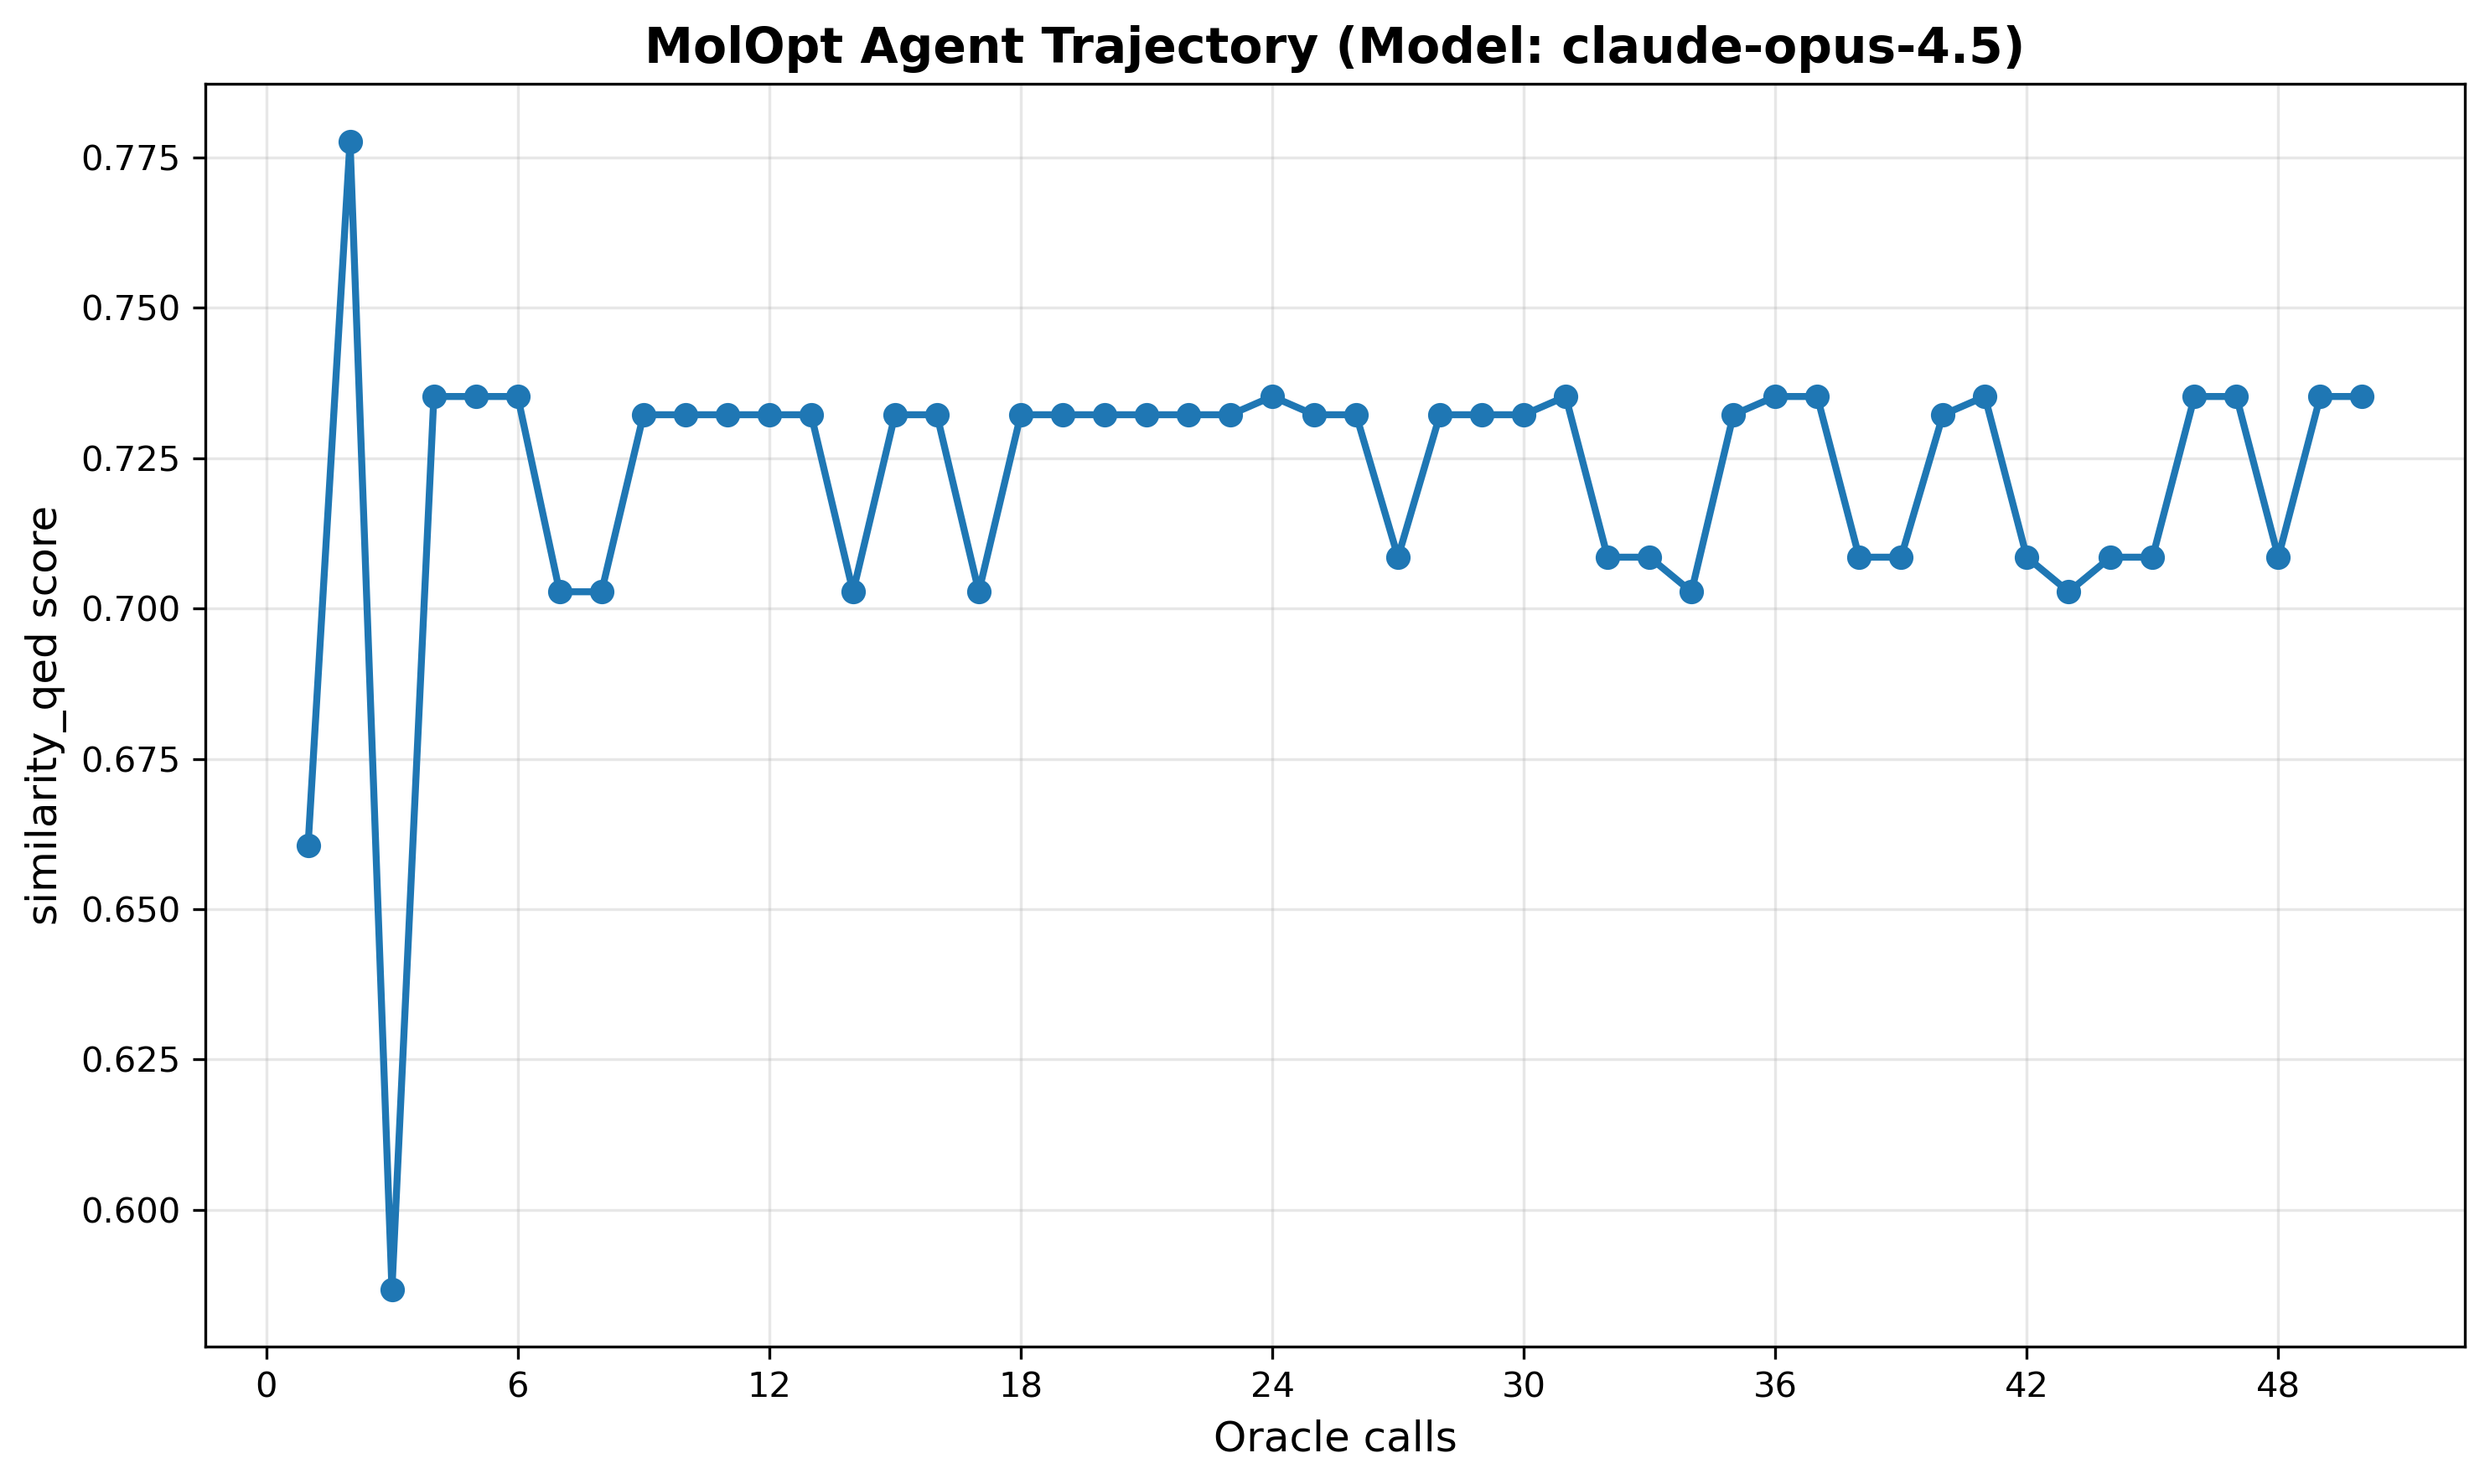 MolOpt Agent Trajectory (Model: claude-opus-4.5)
similarity_qed score
0.775
0.750
0.725
0.700
0.675
0.650
0.625
0.600
0 6 12 18 24 30 36 42 48
Oracle calls